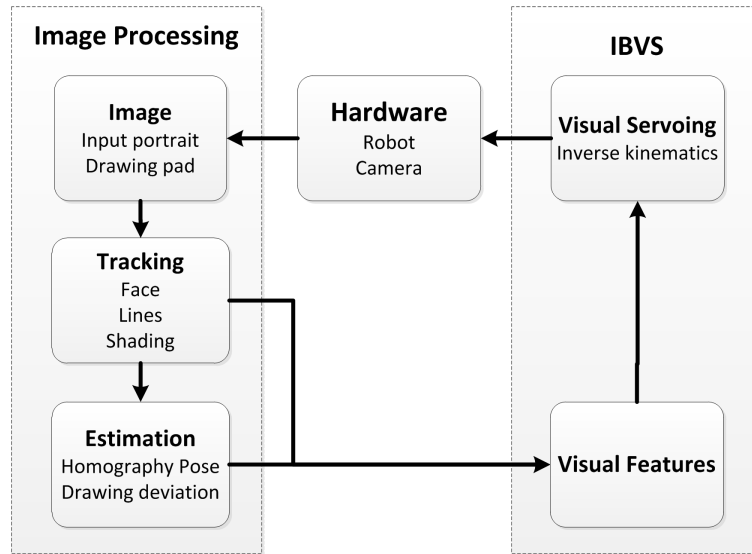 Image Processing
Image
Input portrait
Drawing pad
Tracking
Face
Lines
Shading
Estimation
Homography Pose
Drawing deviation
Hardware
Robot
Camera
IBVS
Visual Servoing
Inverse kinematics
Visual Features